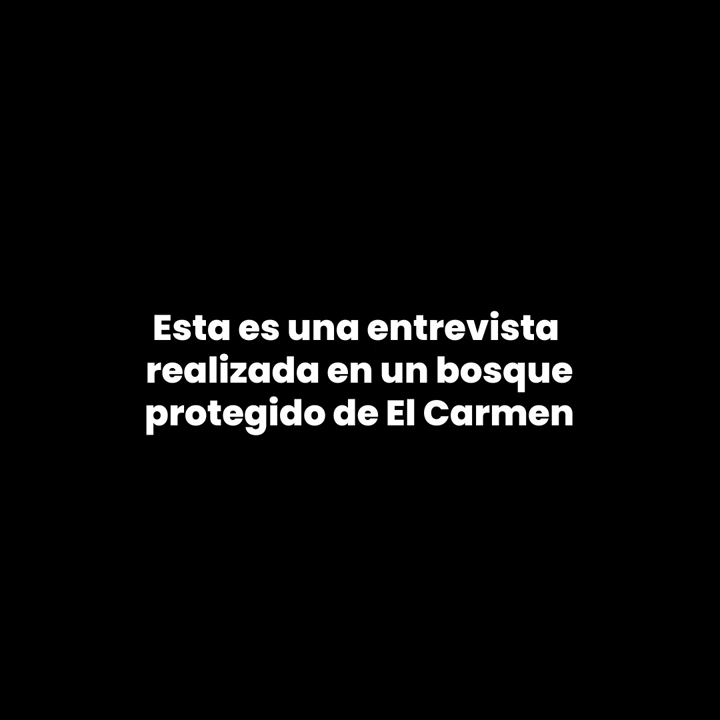 Esta es una entrevista
realizada en un bosque
protegido de El Carmen